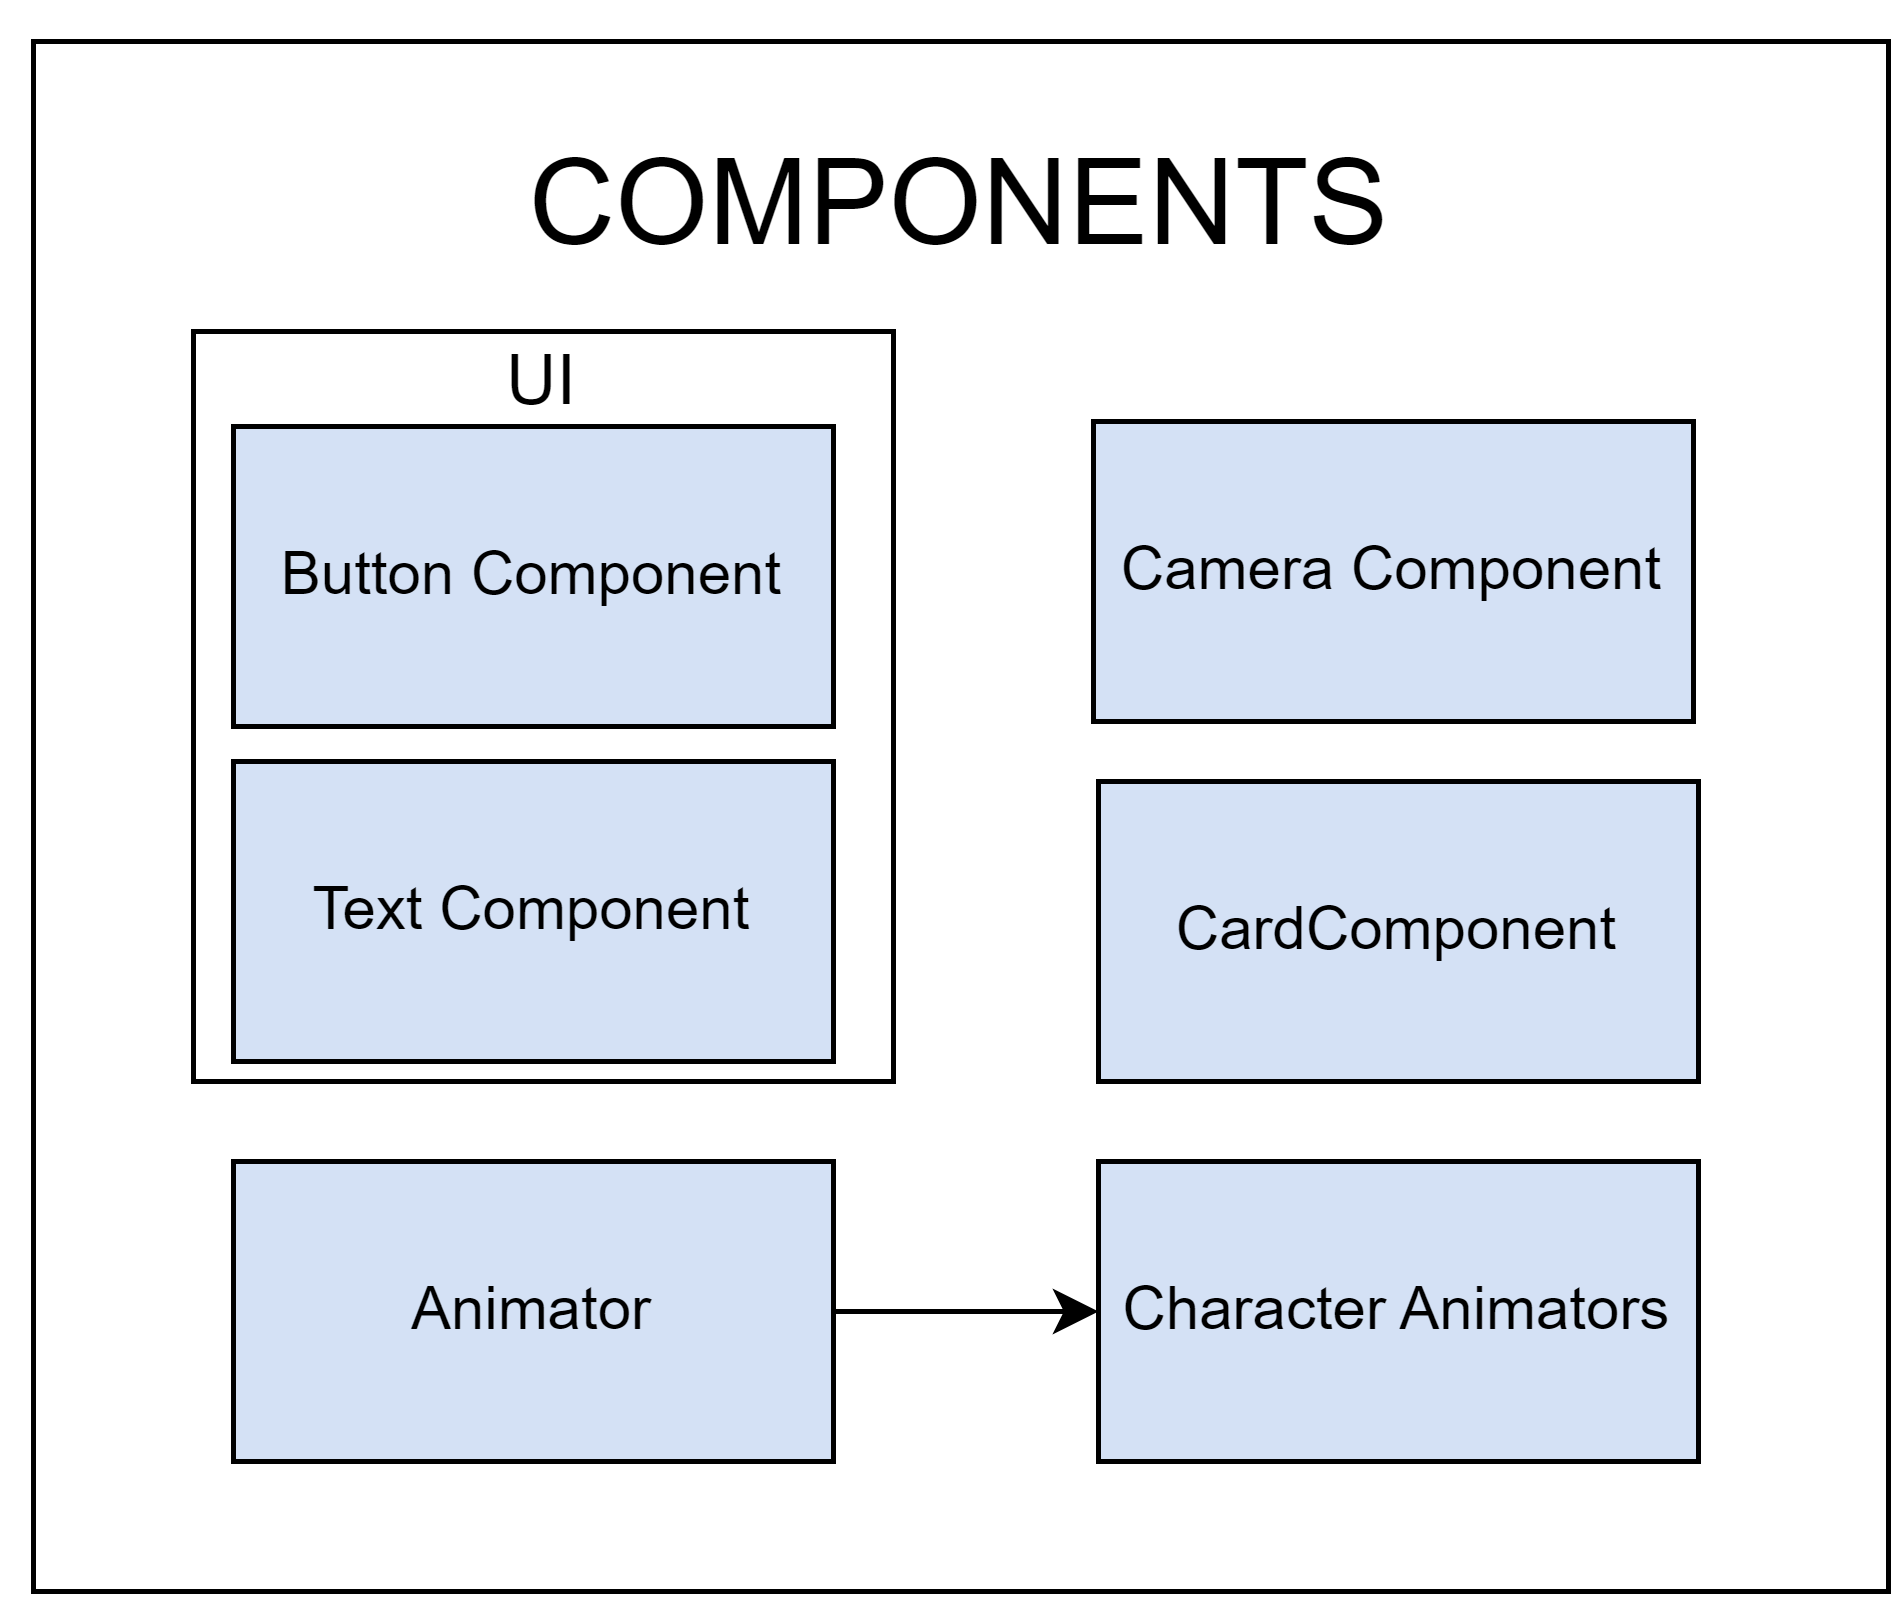 COMPONENTS
UI
Button Component
Camera Component
Text Component
CardComponent
Animator
Character Animators